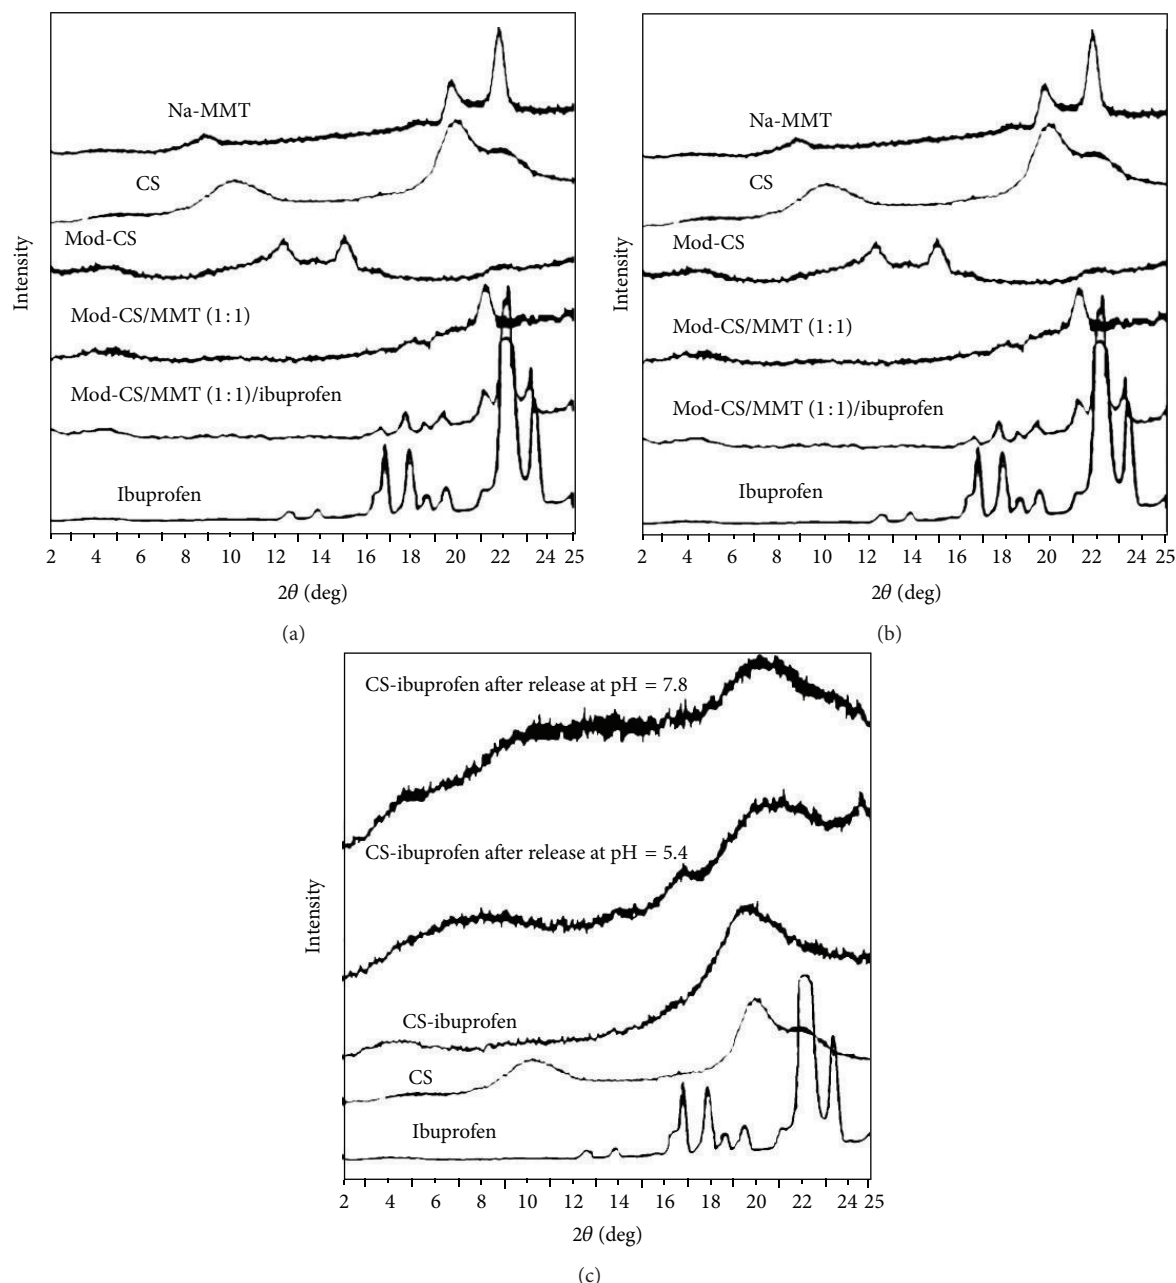 Na-MMT
CS
Mod-CS
Mod-CS/MMT (1:1)
Mod-CS/MMT (1:1)/ibuprofen
Ibuprofen
Intensity
2 4 6 8 10 12 14 16 18 20 22 24 25
2θ (deg)
(a)
Na-MMT
CS
Mod-CS
Mod-CS/MMT (1:1)
Mod-CS/MMT (1:1)/ibuprofen
Ibuprofen
Intensity
2 4 6 8 10 12 14 16 18 20 22 24 25
2θ (deg)
(b)
CS-ibuprofen after release at pH = 7.8
CS-ibuprofen after release at pH = 5.4
CS-ibuprofen
CS
Ibuprofen
Intensity
2 4 6 8 10 12 14 16 18 20 22 24 25
2θ (deg)
(c)